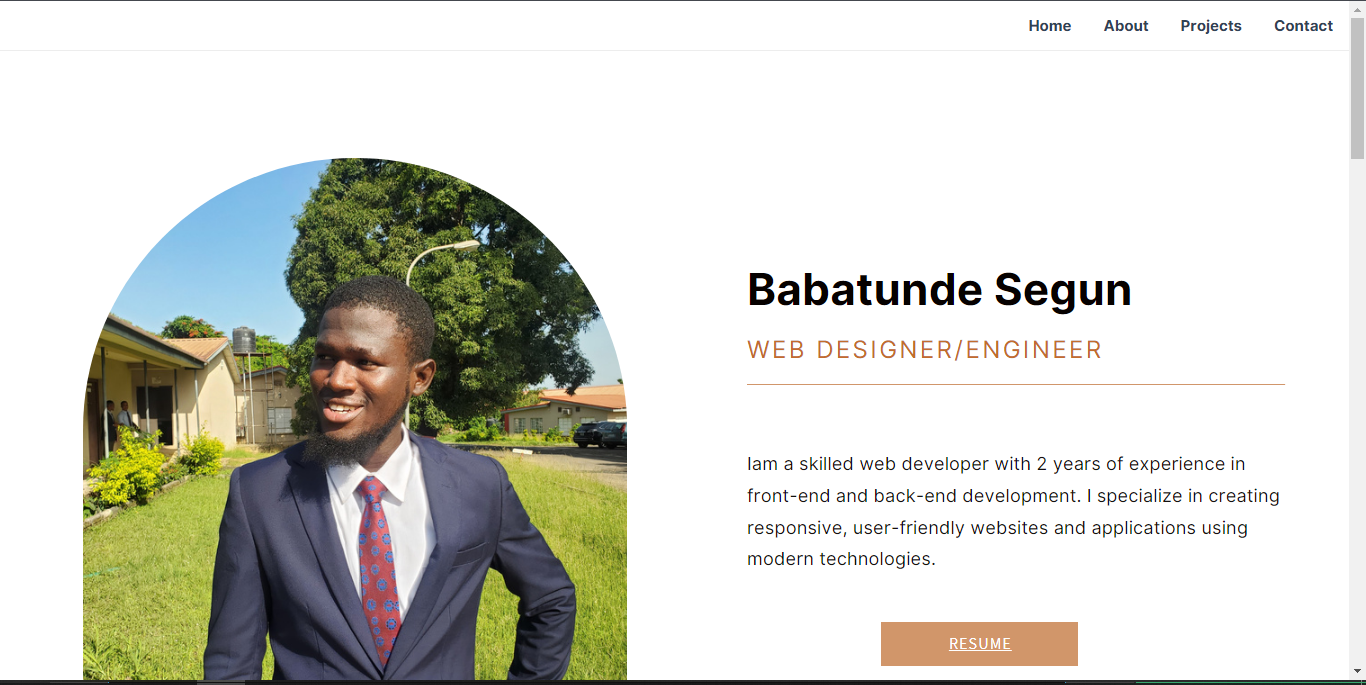 Home About Projects Contact
Babatunde Segun
WEB DESIGNER/ENGINEER
Iam a skilled web developer with 2 years of experience in
front-end and back-end development. I specialize in creating
responsive, user-friendly websites and applications using
modern technologies.
RESUME